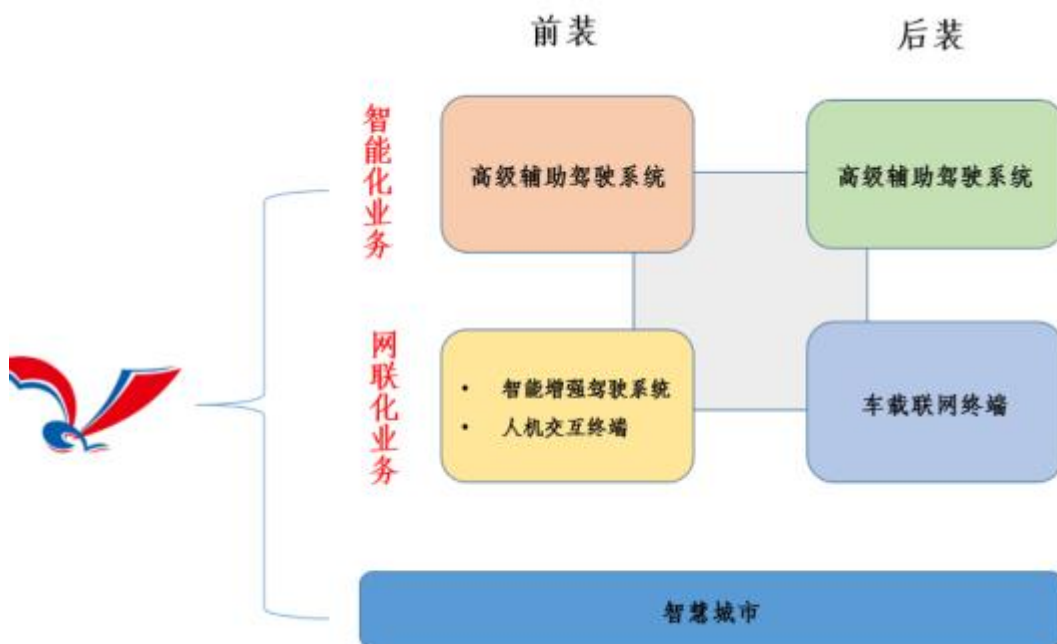 前装
后装
智能化业务
高级辅助驾驶系统
高级辅助驾驶系统
网联化业务
• 智能增强驾驶系统
• 人机交互终端
车载联网终端
智慧城市